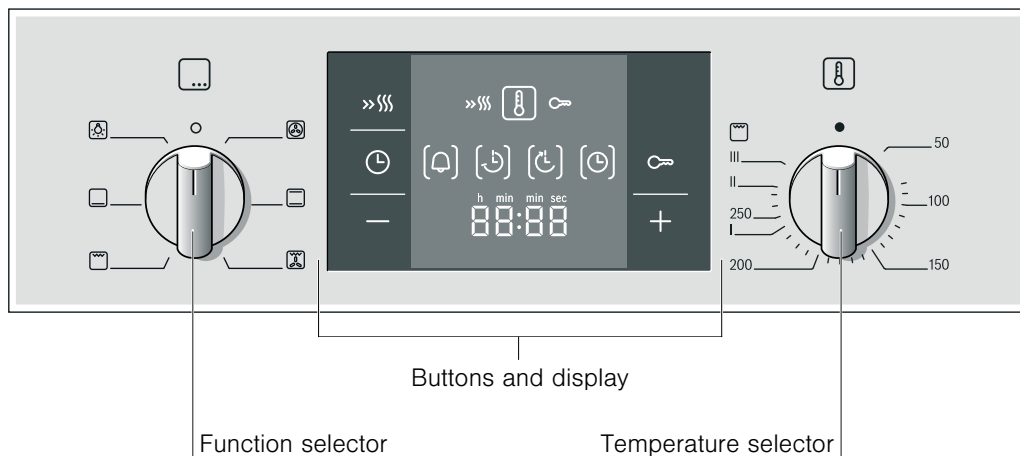 h min min sec
88:88
50
100
150
200
I
250
II
III
Buttons and display
Function selector
Temperature selector